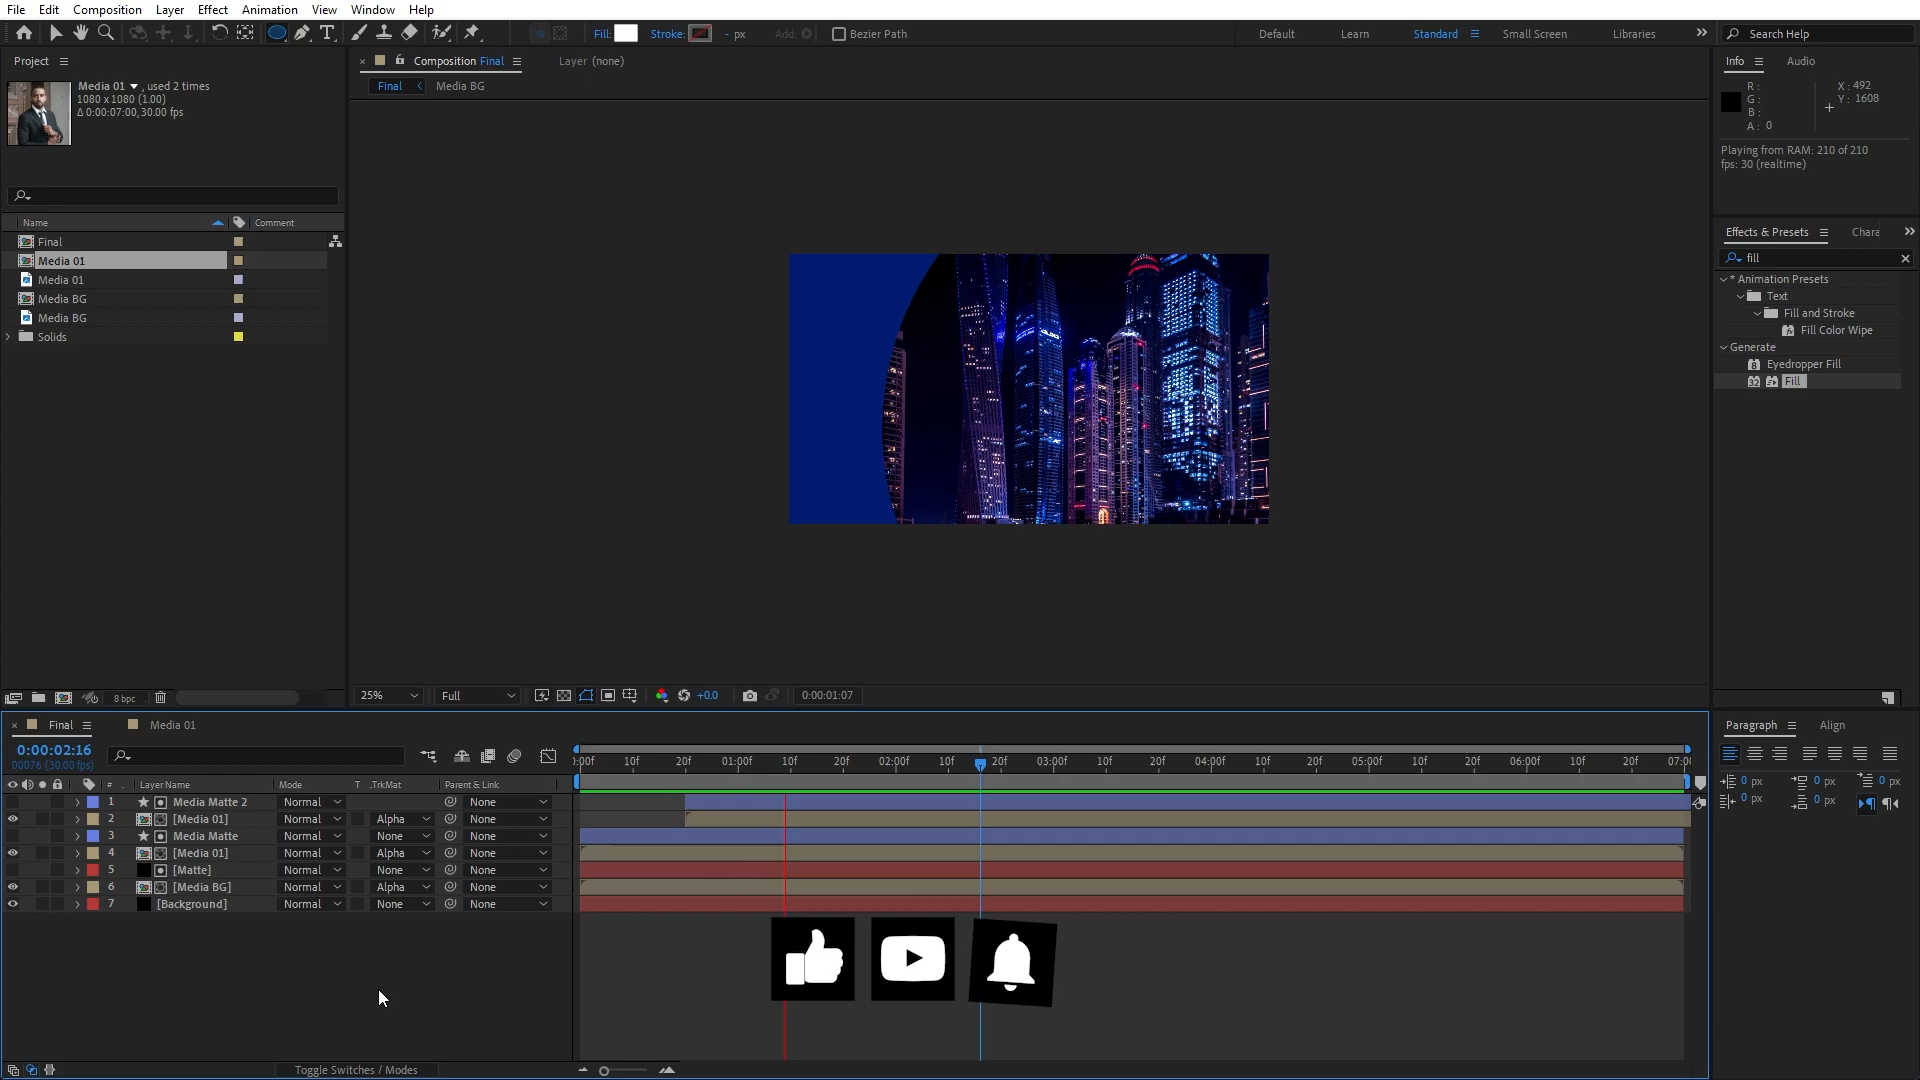 File Edit Composition Layer Effect Animation View Window Help
Fill: Stroke: - px Add: Bezier Path Default Learn Standard Small Screen Libraries Search Help
Project
Media 01 , used 2 times
1080 x 1080 (1.00)
Δ 0:00:07:00, 30.00 fps
Name Comment
Final
Media 01
Media 01
Media BG
Media BG
Solids
8 bpc
Composition Final Layer (none)
Final Media BG
25% Full +0.0 0:00:01:07
Info Audio
R:
G:
B:
A: 0
X: 492
Y: 1608
Playing from RAM: 210 of 210
fps: 30 (realtime)
Effects & Presets Chara
fill
* Animation Presets
Text
Fill and Stroke
Fill Color Wipe
Generate
Eyedropper Fill
32 Fill
Final Media 01
0:00:02:16
00076 (30.00 fps)
# . Layer Name Mode T .TrkMat Parent & Link
1 Media Matte 2 Normal None
2 [Media 01] Normal Alpha None
3 Media Matte Normal None None
4 [Media 01] Normal Alpha None
5 [Matte] Normal None None
6 [Media BG] Normal Alpha None
7 [Background] Normal None None
):00f 10f 20f 01:00f 10f 20f 02:00f 10f 20f 03:00f 10f 20f 04:00f 10f 20f 05:00f 10f 20f 06:00f 10f 20f 07:0
Toggle Switches / Modes
Paragraph Align
0 px 0 px 0 px
0 px 0 px